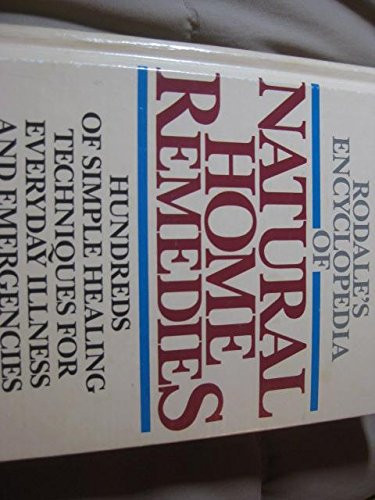 RODALE'S
ENCYCLOPEDIA
OF
NATURAL
HOME
REMEDIES
HUNDREDS
OF SIMPLE HEALING
TECHNIQUES FOR
EVERYDAY ILLNESS
AND EMERGENCIES